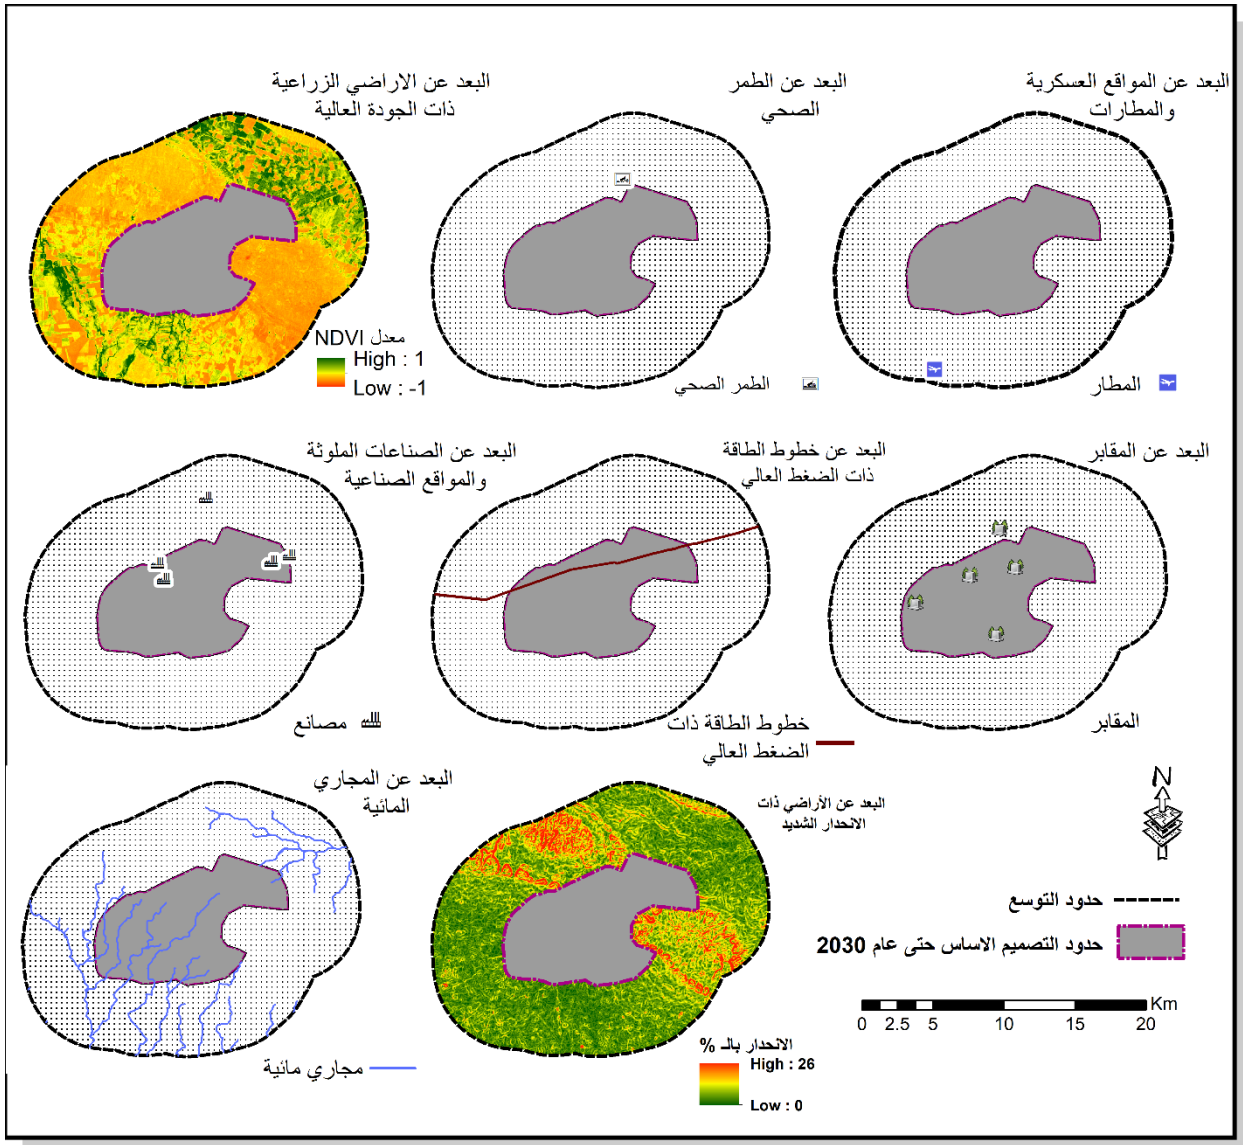 البعد عن المواقع العسكرية
والمطارات
المطار
البعد عن الطمر
الصحي
الطمر الصحي
البعد عن الاراضي الزراعية
ذات الجودة العالية
معدل NDVI
High : 1
Low : -1
البعد عن المقابر
المقابر
البعد عن خطوط الطاقة
ذات الضغط العالي
خطوط الطاقة ذات
الضغط العالي
البعد عن الصناعات الملوثة
والمواقع الصناعية
مصانع
البعد عن المجاري
المائية
مجاري مائية
البعد عن الأراضي ذات
الانحدار الشديد
الانحدار بالـ %
High : 26
Low : 0
N
حدود التوسع
حدود التصميم الاساس حتى عام 2030
Km
0 2.5 5 10 15 20